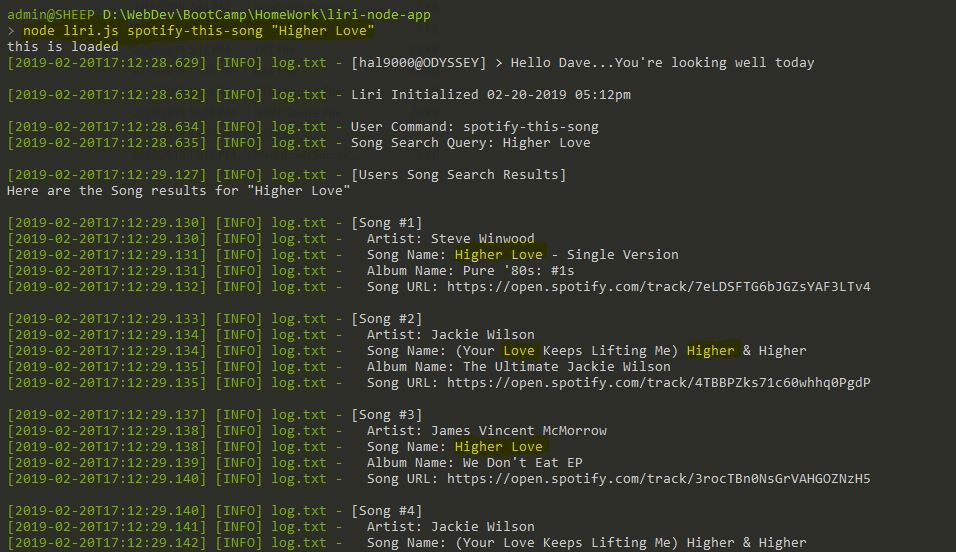 admin@SHEEP D:\WebDev\BootCamp\HomeWork\liri-node-app
> node liri.js spotify-this-song "Higher Love"
this is loaded
[2019-02-20T17:12:28.629] [INFO] log.txt - [hal9000@ODYSSEY] > Hello Dave...You're looking well today
[2019-02-20T17:12:28.632] [INFO] log.txt - Liri Initialized 02-20-2019 05:12pm
[2019-02-20T17:12:28.634] [INFO] log.txt - User Command: spotify-this-song
[2019-02-20T17:12:28.635] [INFO] log.txt - Song Search Query: Higher Love
[2019-02-20T17:12:29.127] [INFO] log.txt - [Users Song Search Results]
Here are the Song results for "Higher Love"
[2019-02-20T17:12:29.130] [INFO] log.txt - [Song #1]
[2019-02-20T17:12:29.130] [INFO] log.txt -   Artist: Steve Winwood
[2019-02-20T17:12:29.131] [INFO] log.txt -   Song Name: Higher Love - Single Version
[2019-02-20T17:12:29.131] [INFO] log.txt -   Album Name: Pure '80s: #1s
[2019-02-20T17:12:29.132] [INFO] log.txt -   Song URL: https://open.spotify.com/track/7eLDSFTG6bJGZsYAF3LTv4
[2019-02-20T17:12:29.133] [INFO] log.txt - [Song #2]
[2019-02-20T17:12:29.134] [INFO] log.txt -   Artist: Jackie Wilson
[2019-02-20T17:12:29.134] [INFO] log.txt -   Song Name: (Your Love Keeps Lifting Me) Higher & Higher
[2019-02-20T17:12:29.135] [INFO] log.txt -   Album Name: The Ultimate Jackie Wilson
[2019-02-20T17:12:29.135] [INFO] log.txt -   Song URL: https://open.spotify.com/track/4TBBPZks71c60whhq0PgdP
[2019-02-20T17:12:29.137] [INFO] log.txt - [Song #3]
[2019-02-20T17:12:29.138] [INFO] log.txt -   Artist: James Vincent McMorrow
[2019-02-20T17:12:29.138] [INFO] log.txt -   Song Name: Higher Love
[2019-02-20T17:12:29.139] [INFO] log.txt -   Album Name: We Don't Eat EP
[2019-02-20T17:12:29.140] [INFO] log.txt -   Song URL: https://open.spotify.com/track/3rocTBn0NsGrVAHGOZNzH5
[2019-02-20T17:12:29.140] [INFO] log.txt - [Song #4]
[2019-02-20T17:12:29.141] [INFO] log.txt -   Artist: Jackie Wilson
[2019-02-20T17:12:29.142] [INFO] log.txt -   Song Name: (Your Love Keeps Lifting Me) Higher & Higher